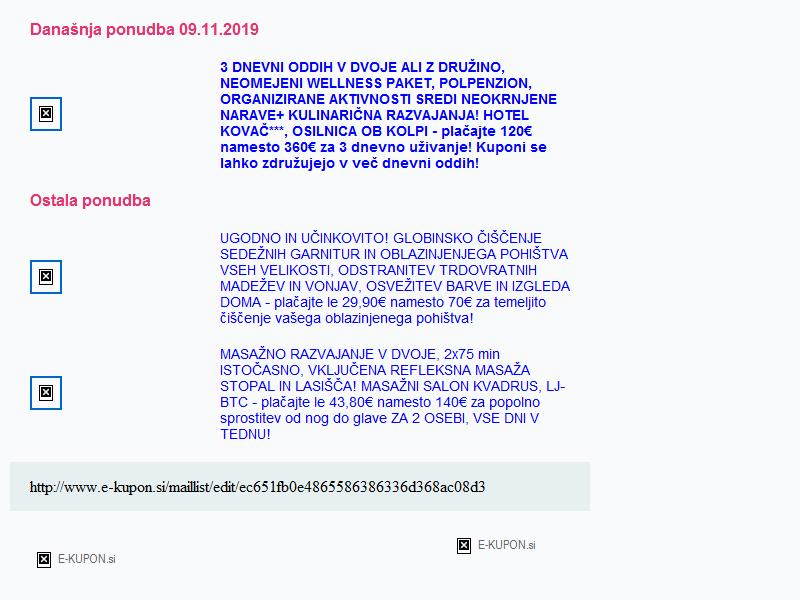 Današnja ponudba 09.11.2019
3 DNEVNI ODDIH V DVOJE ALI Z DRUŽINO,
NEOMEJENI WELLNESS PAKET, POLPENZION,
ORGANIZIRANE AKTIVNOSTI SREDI NEOKRNJENE
NARAVE+ KULINARIČNA RAZVAJANJA! HOTEL
KOVAČ***, OSILNICA OB KOLPI - plačajte 120€
namesto 360€ za 3 dnevno uživanje! Kuponi se
lahko združujejo v več dnevni oddih!
Ostala ponudba
UGODNO IN UČINKOVITO! GLOBINSKO ČIŠČENJE
SEDEŽNIH GARNITUR IN OBLAZINJENJEGA POHIŠTVA
VSEH VELIKOSTI, ODSTRANITEV TRDOVRATNIH
MADEŽEV IN VONJAV, OSVEŽITEV BARVE IN IZGLEDA
DOMA - plačajte le 29,90€ namesto 70€ za temeljito
čiščenje vašega oblazinjenega pohištva!
MASAŽNO RAZVAJANJE V DVOJE, 2x75 min
ISTOČASNO, VKLJUČENA REFLEKSNA MASAŽA
STOPAL IN LASIŠČA! MASAŽNI SALON KVADRUS, LJ-
BTC - plačajte le 43,80€ namesto 140€ za popolno
sprostitev od nog do glave ZA 2 OSEBI, VSE DNI V
TEDNU!
http://www.e-kupon.si/maillist/edit/ec651fb0e4865586386336d368ac08d3
E-KUPON.si
E-KUPON.si